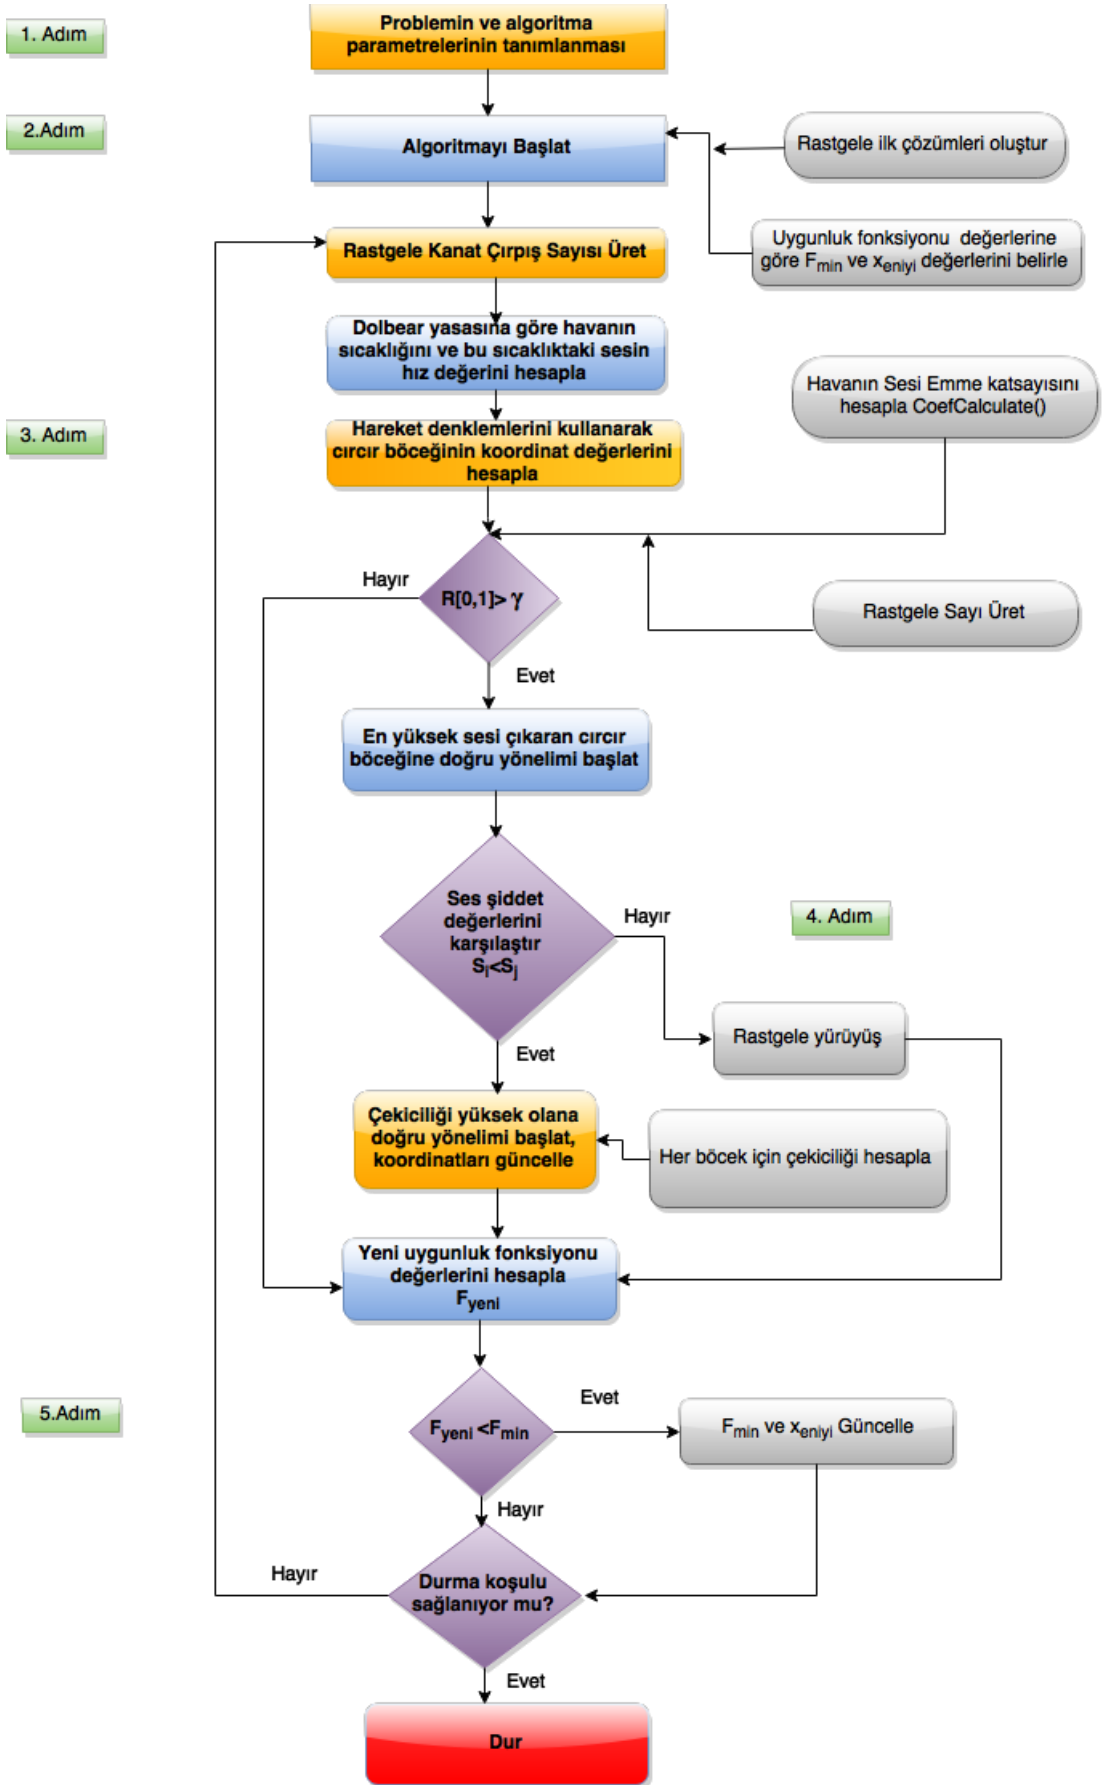 1. Adım
Problemin ve algoritma
parametrelerinin tanımlanması
2.Adım
Algoritmayı Başlat
Rastgele ilk çözümleri oluştur
Uygunluk fonksiyonu değerlerine
göre Fmin ve xeniyi değerlerini belirle
Rastgele Kanat Çırpış Sayısı Üret
Dolbear yasasına göre havanın
sıcaklığını ve bu sıcaklıktaki sesin
hız değerini hesapla
Havanın Sesi Emme katsayısını
hesapla CoefCalculate()
3. Adım
Hareket denklemlerini kullanarak
cırcır böceğinin koordinat değerlerini
hesapla
Hayır
R[0,1]> γ
Rastgele Sayı Üret
Evet
En yüksek sesi çıkaran cırcır
böceğine doğru yönelimi başlat
Ses şiddet
değerlerini
karşılaştır
Si<Sj
Hayır
4. Adım
Rastgele yürüyüş
Evet
Çekiciliği yüksek olana
doğru yönelimi başlat,
koordinatları güncelle
Her böcek için çekiciliği hesapla
Yeni uygunluk fonksiyonu
değerlerini hesapla
Fyeni
5.Adım
Fyeni <Fmin
Evet
Fmin ve xeniyi Güncelle
Hayır
Hayır
Durma koşulu
sağlanıyor mu?
Evet
Dur